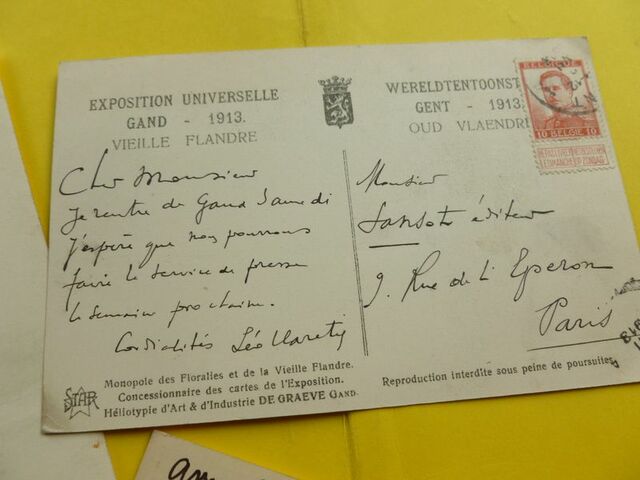 EXPOSITION UNIVERSELLE
GAND - 1913.
VIEILLE FLANDRE
WERELDTENTOONST
GENT - 1913.
OUD VLAENDR
BELGIQUE
10 BELGIE 10
Cher Monsieur
Je rentre de Gand Samedi
J'espère que nous pourrons
faire le service de presse
la semaine prochaine.
Cordialités Léo Claretie
Monsieur
Sansot éditeur
9. Rue de l'Eperon
Paris
STAR
Monopole des Floralies et de la Vieille Flandre.
Concessionnaire des cartes de l'Exposition.
Héliotypie d'Art & d'Industrie DE GRAEVE GAND.
Reproduction interdite sous peine de poursuites.